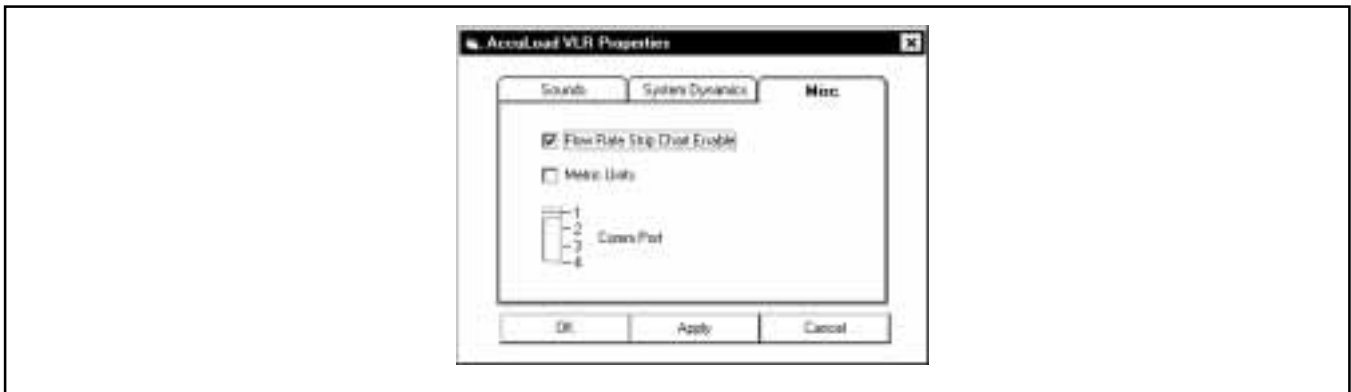 AccuLoad VLR Properties
Sounds System Dynamics Misc.
Flow Rate Strip Chart Enable
Metric Units
1
2
3
4
Comm Port
OK Apply Cancel